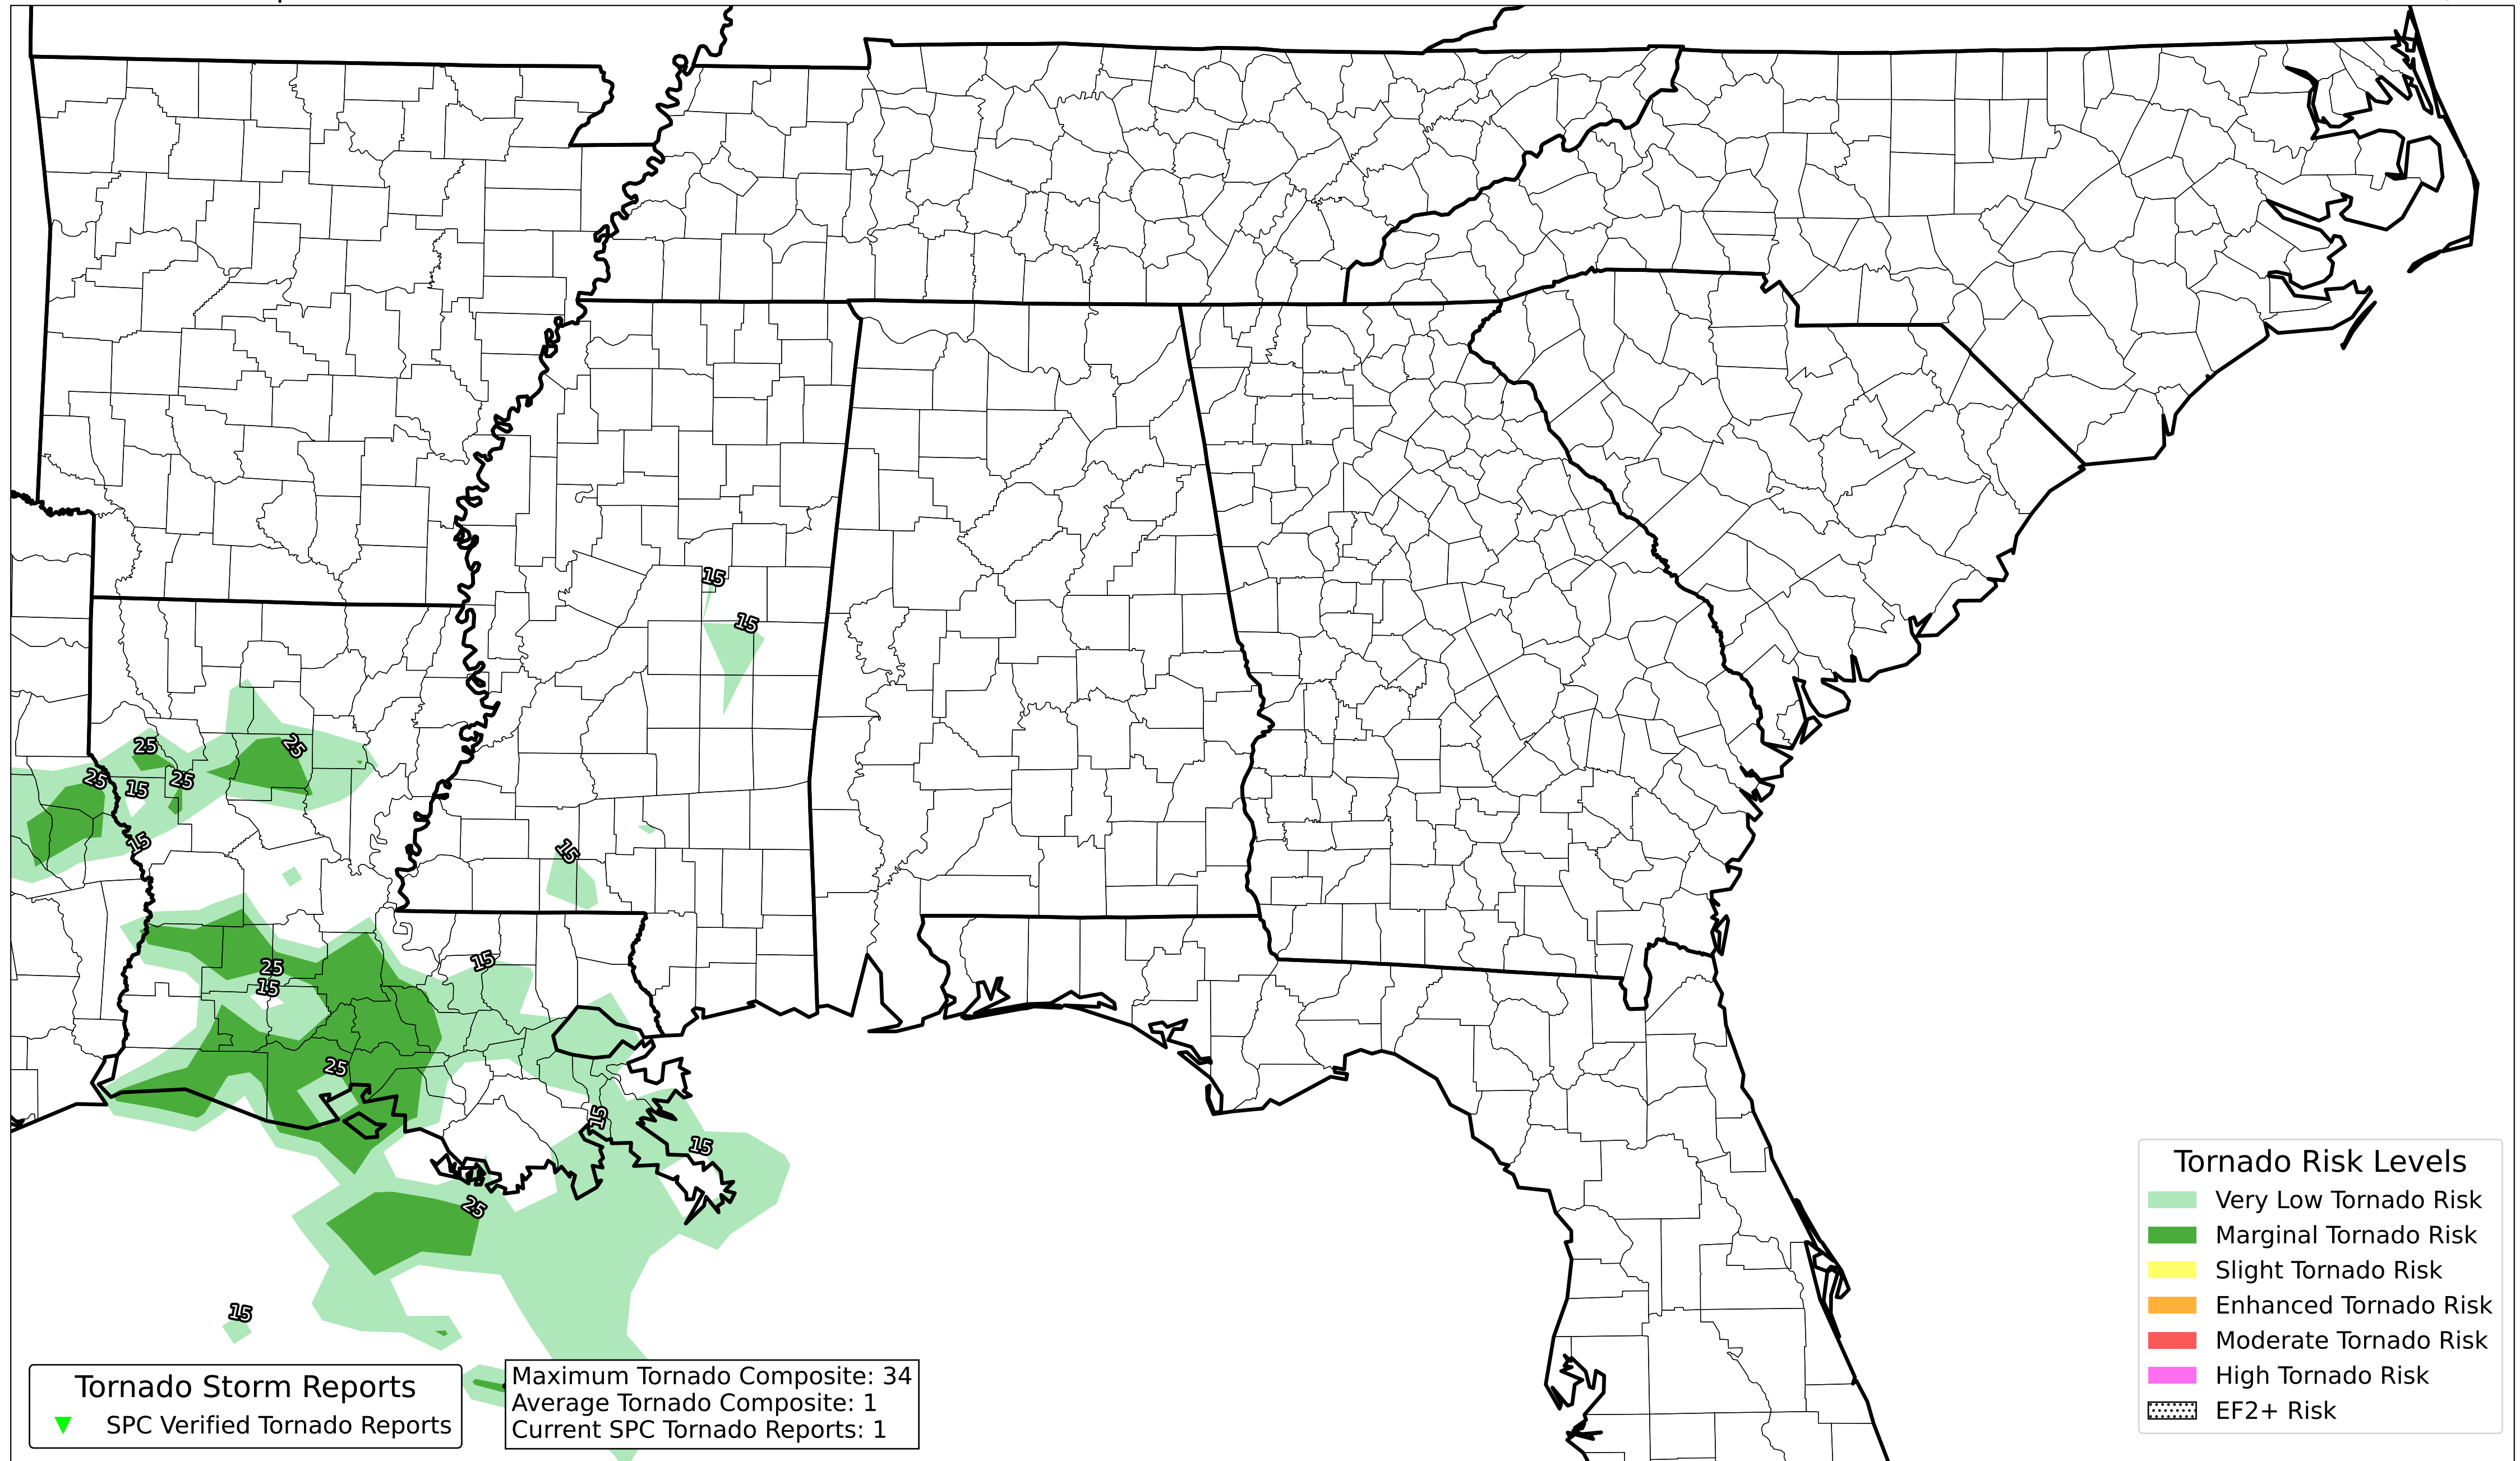 15
15
25
25
25
15
25
15
15
25
15
15
25
15
15
25
15
Tornado Risk Levels
Very Low Tornado Risk
Marginal Tornado Risk
Slight Tornado Risk
Enhanced Tornado Risk
Moderate Tornado Risk
High Tornado Risk
EF2+ Risk
Tornado Storm Reports
SPC Verified Tornado Reports
Maximum Tornado Composite: 34
Average Tornado Composite: 1
Current SPC Tornado Reports: 1